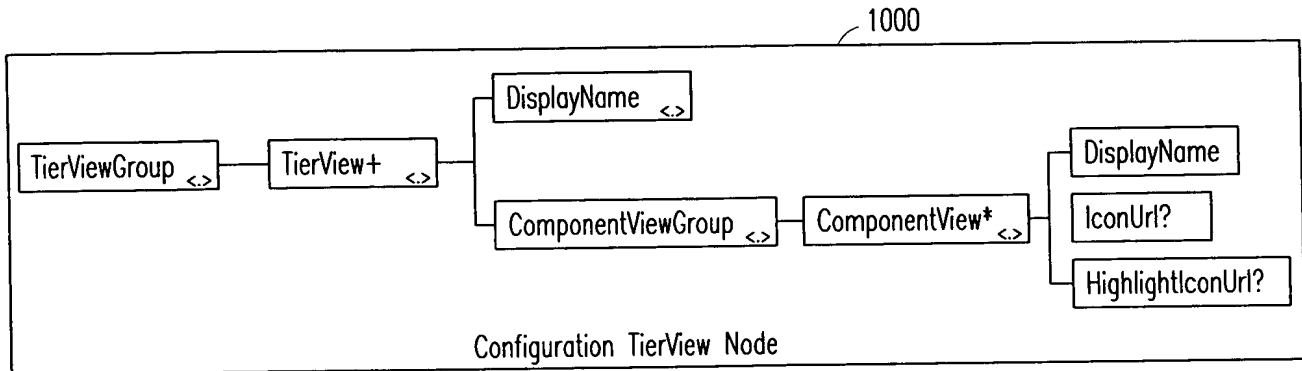 1000
TierViewGroup <.>
TierView+ <.>
DisplayName <.>
ComponentViewGroup <.>
ComponentView* <.>
DisplayName
IconUrl?
HighlightIconUrl?
Configuration TierView Node